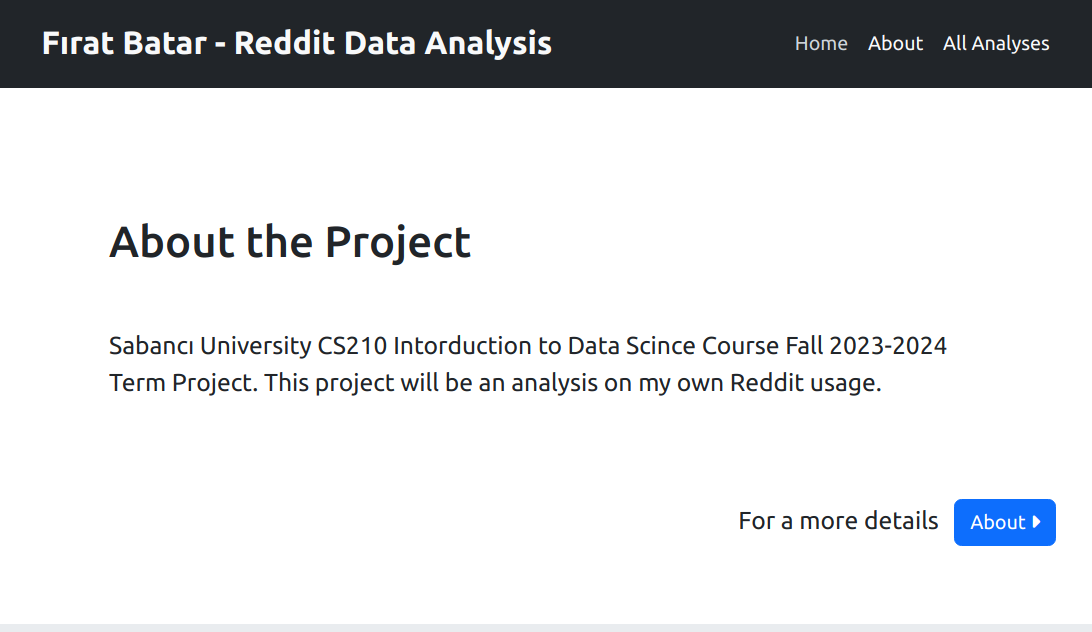 Fırat Batar - Reddit Data Analysis
Home About All Analyses
About the Project
Sabancı University CS210 Intorduction to Data Scince Course Fall 2023-2024
Term Project. This project will be an analysis on my own Reddit usage.
For a more details
About